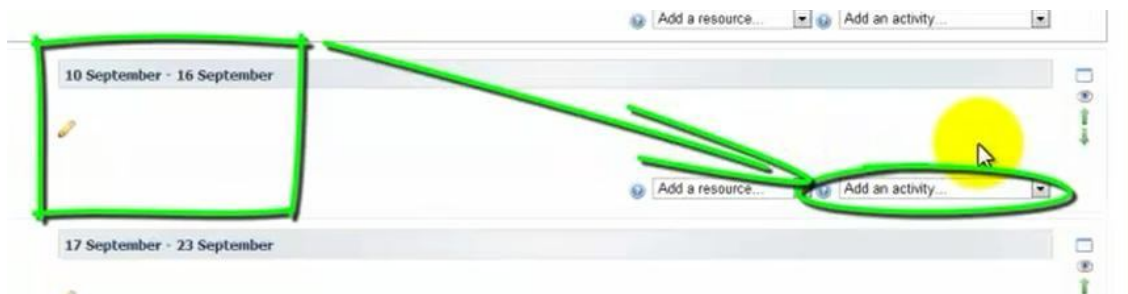 Add a resource... Add an activity...
10 September - 16 September
Add a resource... Add an activity...
17 September - 23 September